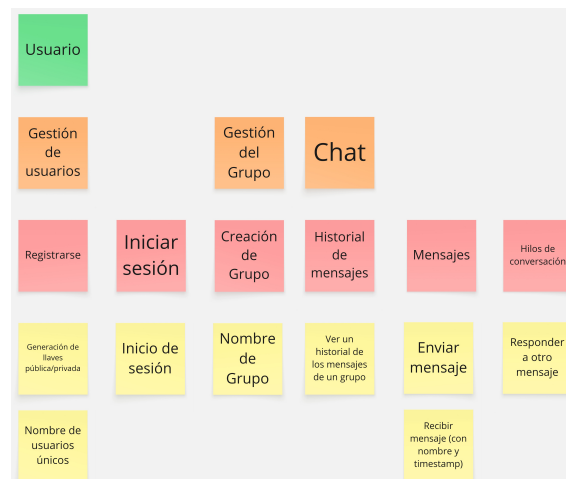 Usuario
Gestión
de
usuarios
Gestión
del
Grupo
Chat
Registrarse
Iniciar
sesión
Creación
de
Grupo
Historial
de
mensajes
Mensajes
Hilos de
conversación
Generación de
llaves
pública/privada
Inicio de
sesión
Nombre
de
Grupo
Ver un
historial de
los mensajes
de un grupo
Enviar
mensaje
Responder
a otro
mensaje
Nombre de
usuarios
únicos
Recibir
mensaje (con
nombre y
timestamp)